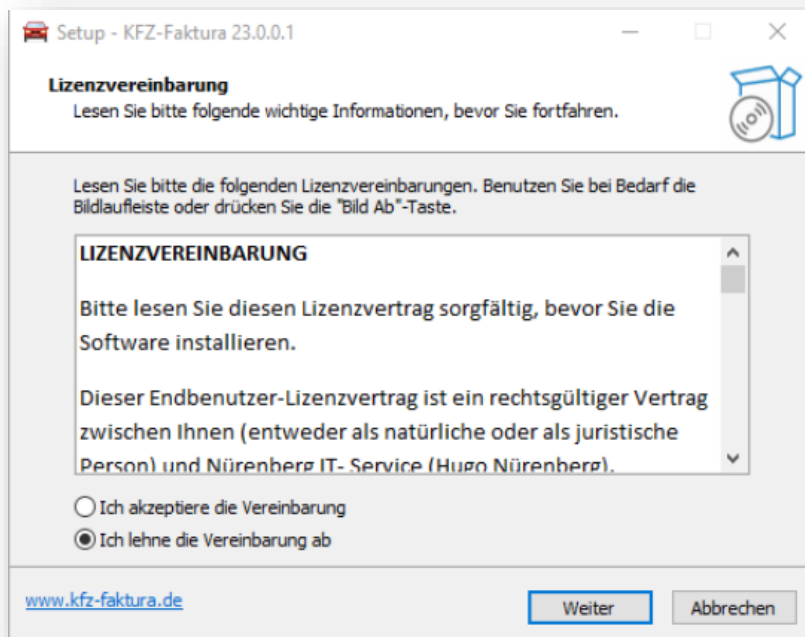 Setup - KFZ-Faktura 23.0.0.1
Lizenzvereinbarung
Lesen Sie bitte folgende wichtige Informationen, bevor Sie fortfahren.
Lesen Sie bitte die folgenden Lizenzvereinbarungen. Benutzen Sie bei Bedarf die
Bildlaufleiste oder drücken Sie die "Bild Ab"-Taste.
LIZENZVEREINBARUNG
Bitte lesen Sie diesen Lizenzvertrag sorgfältig, bevor Sie die
Software installieren.
Dieser Endbenutzer-Lizenzvertrag ist ein rechtsgültiger Vertrag
zwischen Ihnen (entweder als natürliche oder als juristische
Person) und Nürenberg IT- Service (Hugo Nürenberg).
Ich akzeptiere die Vereinbarung
Ich lehne die Vereinbarung ab
www.kfz-faktura.de
Weiter
Abbrechen